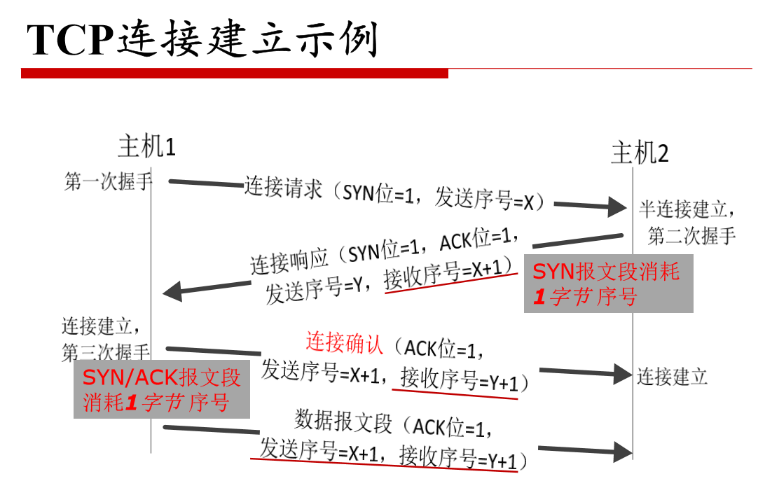 TCP连接建立示例
主机1
主机2
第一次握手
连接请求（SYN位=1，发送序号=X）
半连接建立，
第二次握手
连接响应（SYN位=1，ACK位=1，
发送序号=Y，接收序号=X+1）
SYN报文段消耗
1字节序号
连接建立，
第三次握手
连接确认（ACK位=1，
发送序号=X+1，接收序号=Y+1）
连接建立
SYN/ACK报文段
消耗1字节序号
数据报文段（ACK位=1，
发送序号=X+1，接收序号=Y+1）